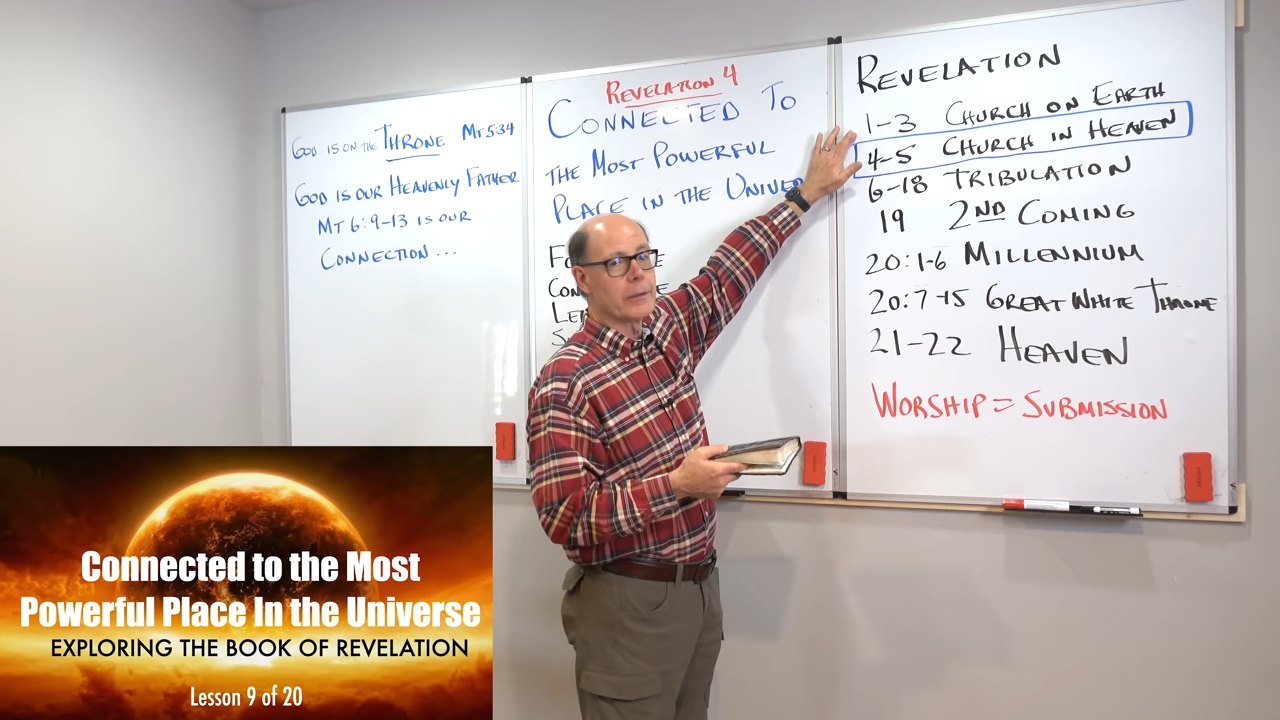 GOD IS ON THE THRONE MT 5:34
GOD IS OUR HEAVENLY FATHER
MT 6:9-13 IS OUR
CONNECTION ...
REVELATION 4
CONNECTED TO
THE MOST POWERFUL
PLACE IN THE
REVELATION
1-3 CHURCH ON EARTH
4-5 CHURCH IN HEAVEN
6-18 TRIBULATION
19 2ND COMING
20:1-6 MILLENNIUM
20:7-15 GREAT WHITE THRONE
21-22 HEAVEN
WORSHIP = SUBMISSION
Connected to the Most
Powerful Place In the Universe
EXPLORING THE BOOK OF REVELATION
Lesson 9 of 20